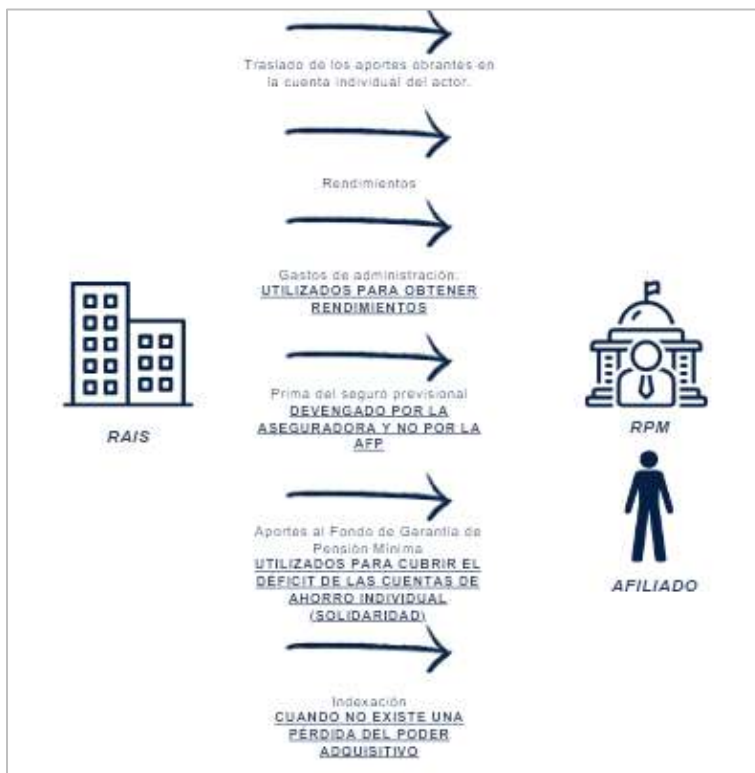 Traslado de los aportes obrantes en
la cuenta individual del actor.
Rendimientos
Gastos de administración:
UTILIZADOS PARA OBTENER
RENDIMIENTOS
Prima del seguro previsional
DEVENGADO POR LA
ASEGURADORA Y NO POR LA
AFP
RAIS
RPM
Aportes al Fondo de Garantía de
Pensión Mínima
UTILIZADOS PARA CUBRIR EL
DÉFICIT DE LAS CUENTAS DE
AHORRO INDIVIDUAL
(SOLIDARIDAD)
AFILIADO
Indexación
CUANDO NO EXISTE UNA
PÉRDIDA DEL PODER
ADQUISITIVO